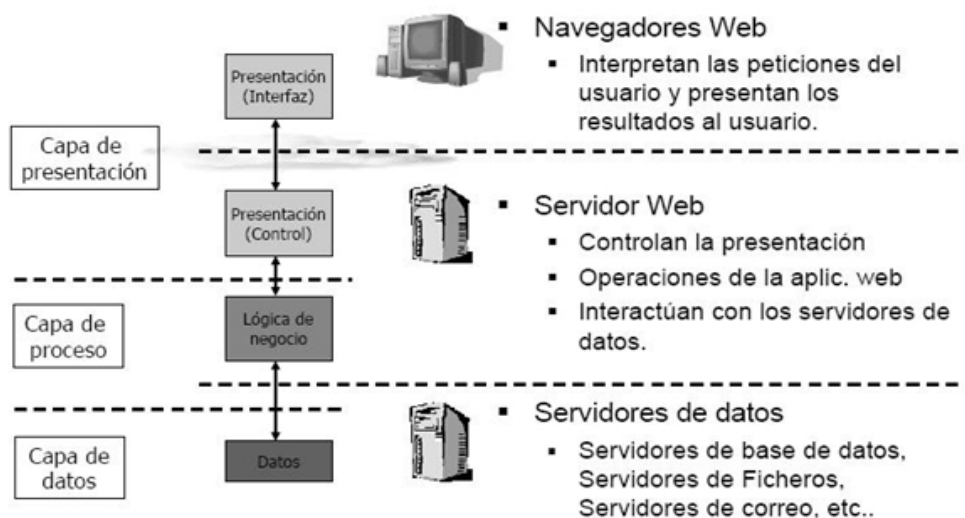 Presentación
(Interfaz)
▪ Navegadores Web
▪ Interpretan las peticiones del
usuario y presentan los
resultados al usuario.
Capa de
presentación
Presentación
(Control)
▪ Servidor Web
▪ Controlan la presentación
▪ Operaciones de la aplic. web
▪ Interactúan con los servidores de
datos.
Capa de
proceso
Lógica de
negocio
▪ Servidores de datos
▪ Servidores de base de datos,
Servidores de Ficheros,
Servidores de correo, etc..
Capa de
datos
Datos